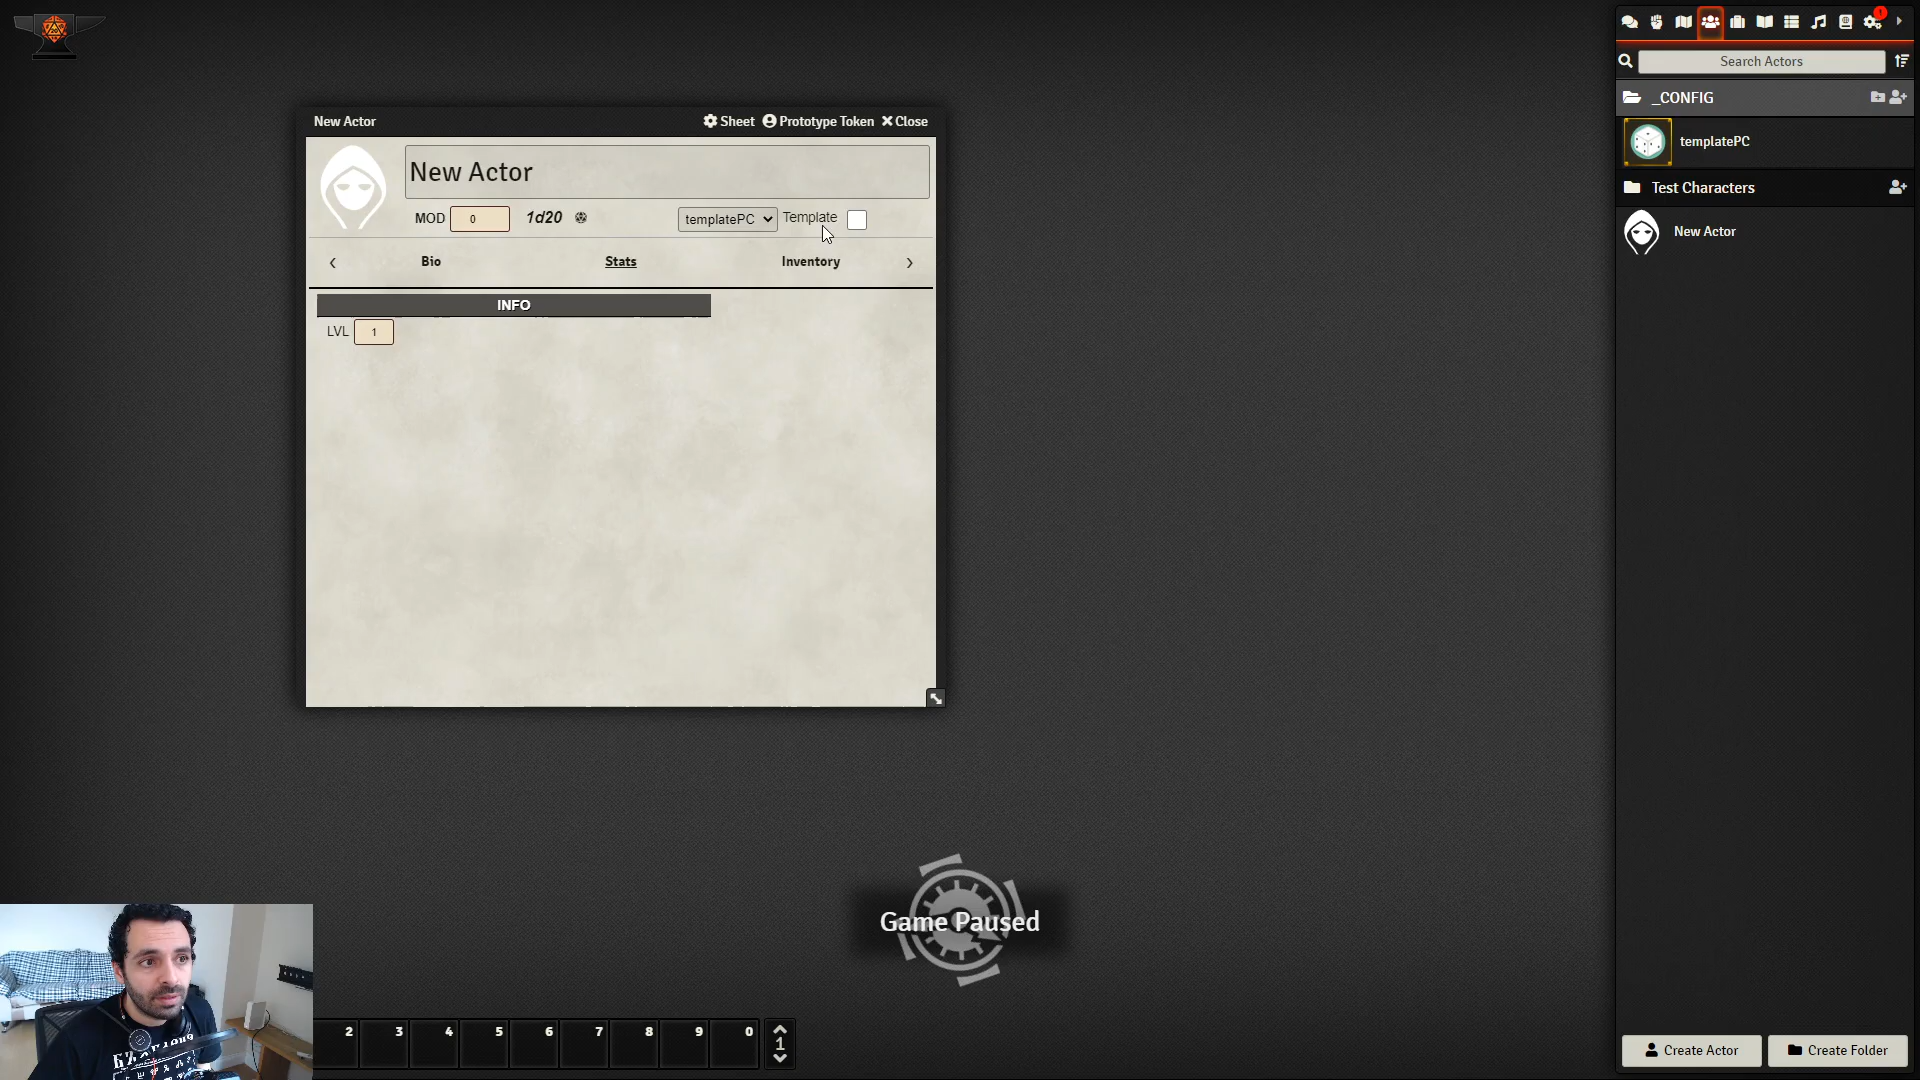 Search Actors
_CONFIG
templatePC
Test Characters
New Actor
New Actor
Sheet
Prototype Token
Close
New Actor
MOD
0
1d20
templatePC
Template
Bio
Stats
Inventory
INFO
LVL
1
Game Paused
2
3
4
5
6
7
8
9
0
1
Create Actor
Create Folder